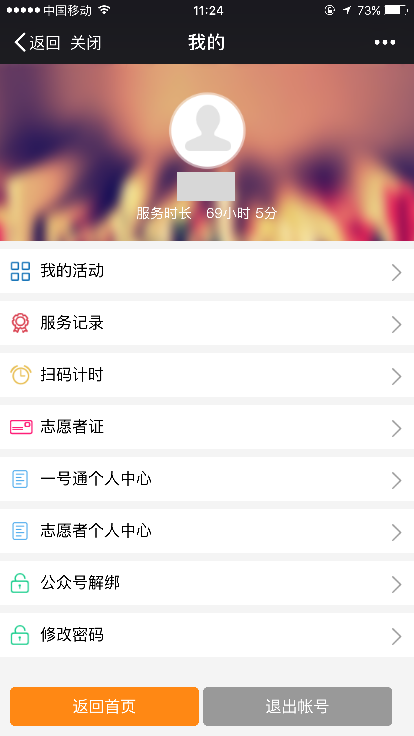 中国移动 11:24 73%
返回 关闭 我的
服务时长 69小时 5分
我的活动
服务记录
扫码计时
志愿者证
一号通个人中心
志愿者个人中心
公众号解绑
修改密码
返回首页 退出帐号